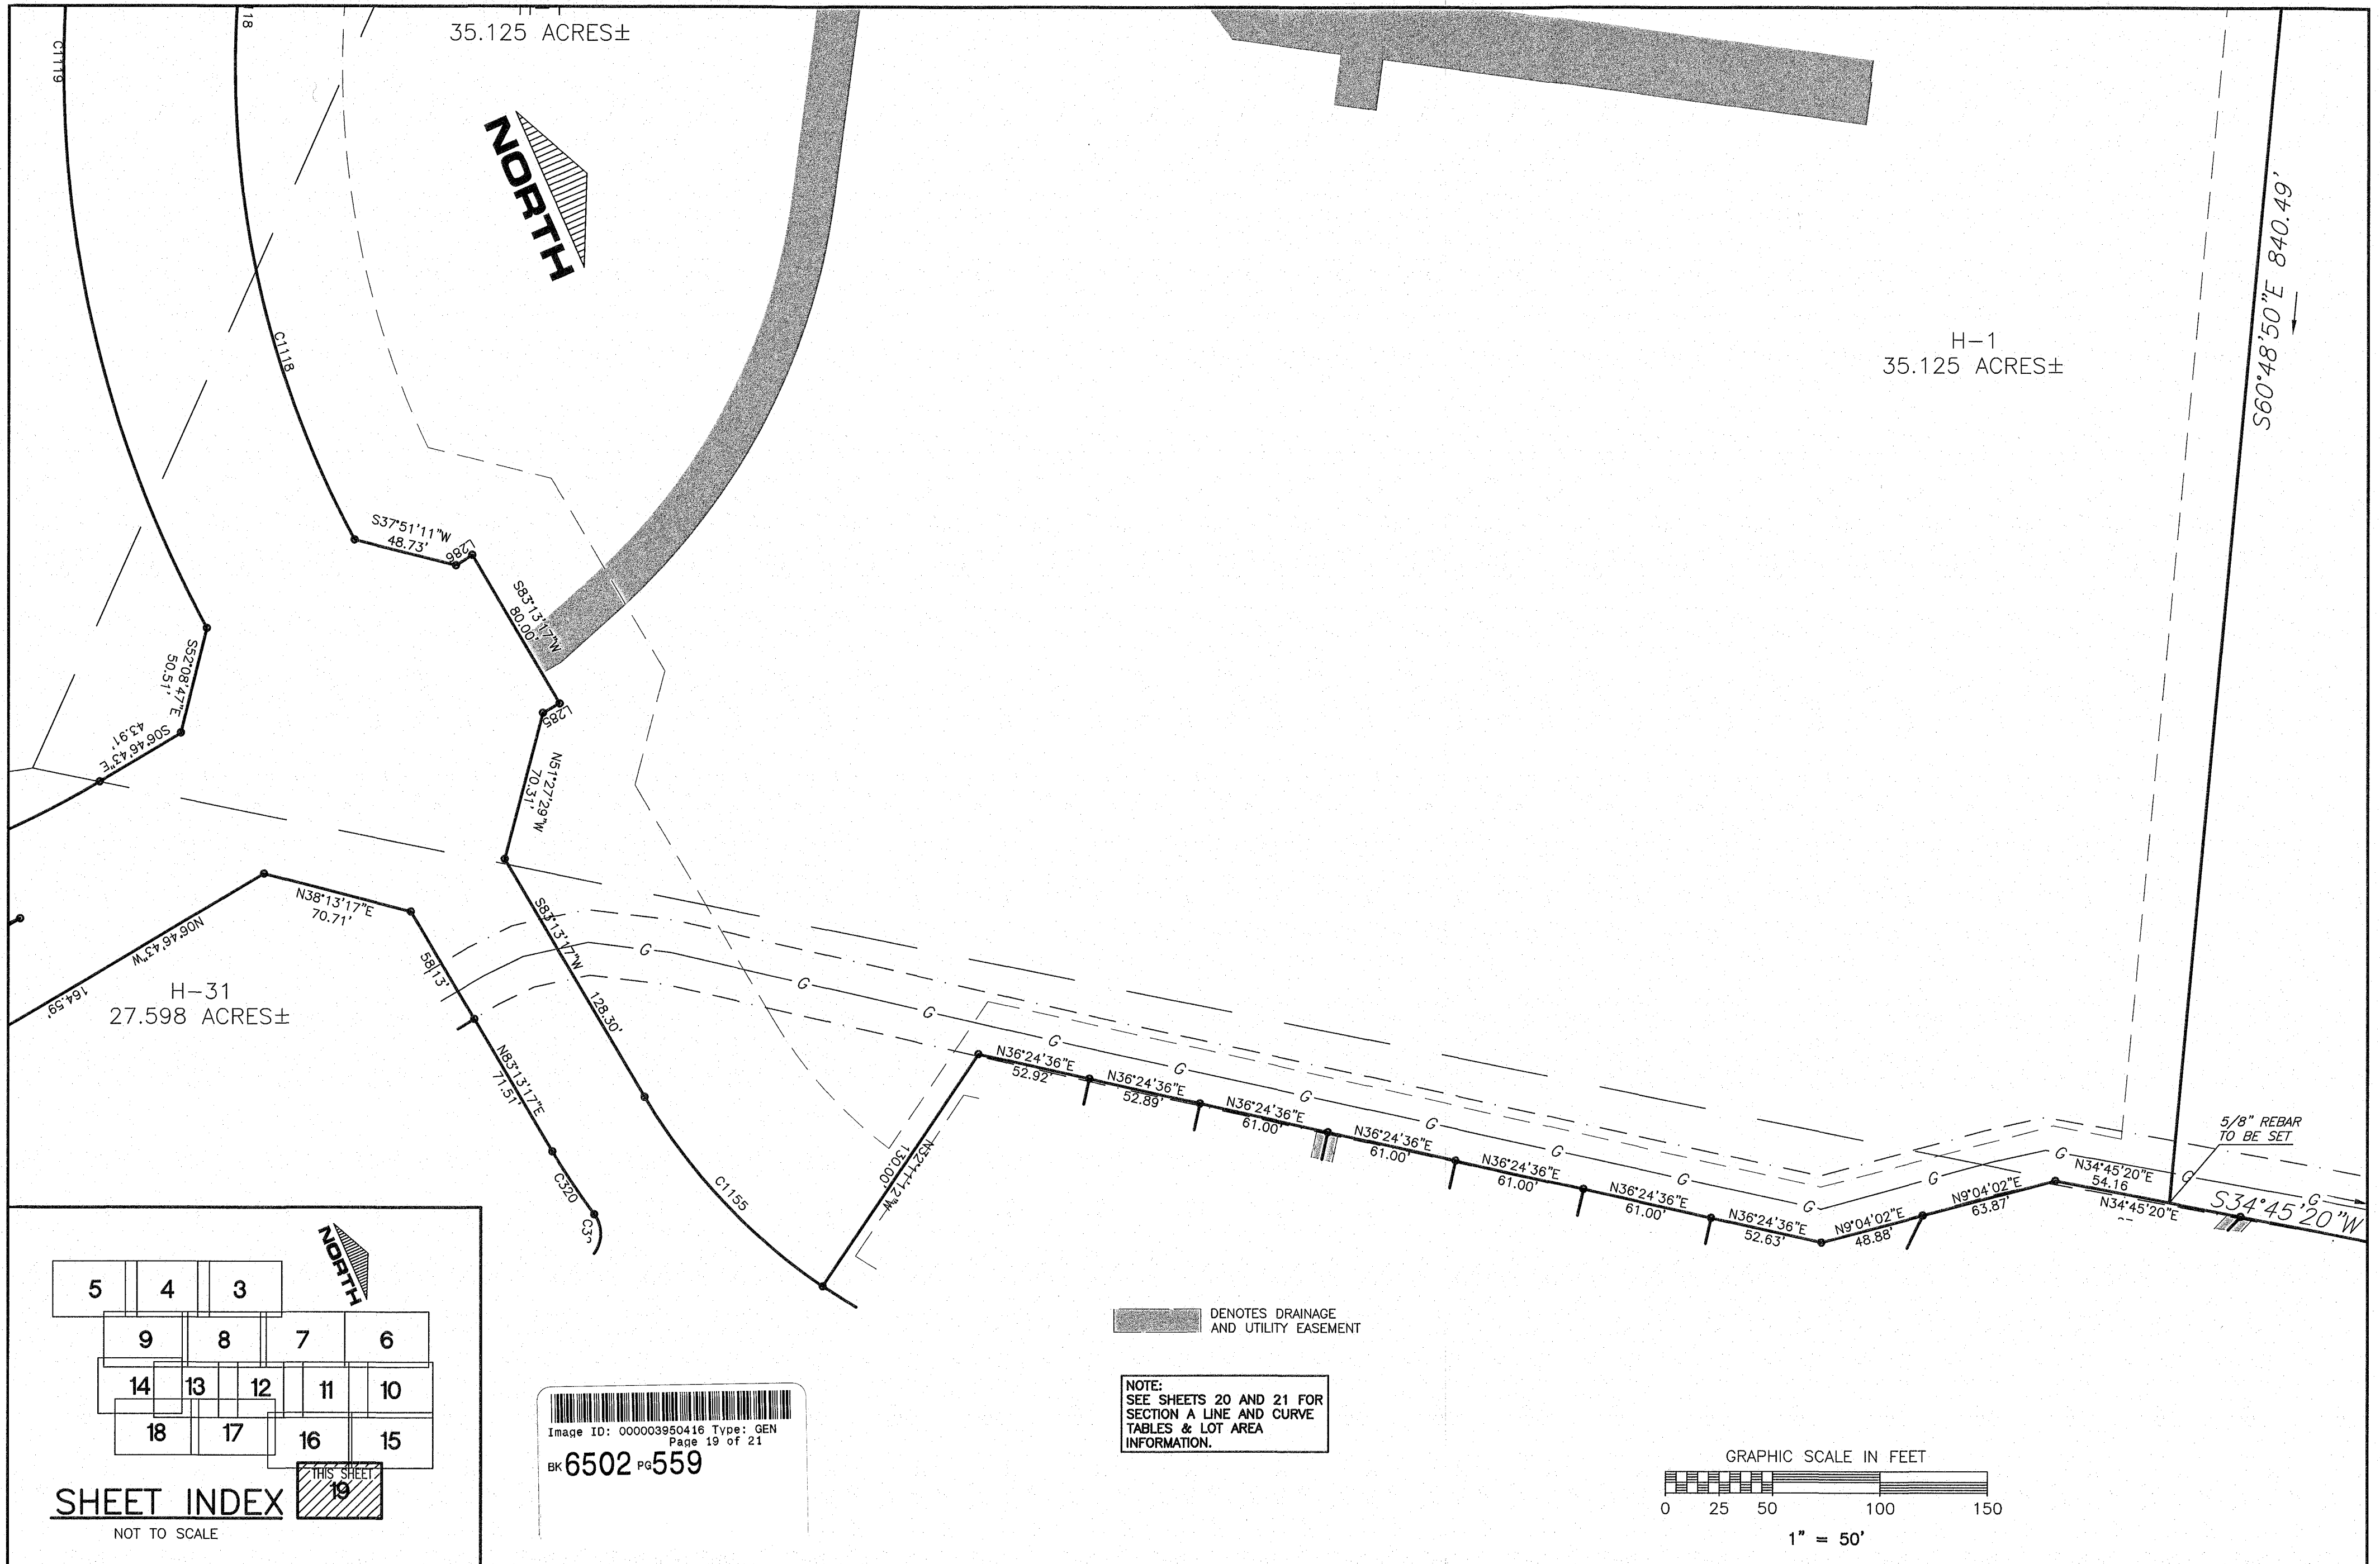 18
C1119
35.125 ACRES±
NORTH
S60°48'50"E 840.49'
H-1
35.125 ACRES±
C1118
S37°51'11"W
48.73'
L286
S83°13'17"W
80.00'
S52°08'47"E
50.51'
S06°46'43"E
43.91'
L285
N51°27'29"W
70.31'
N38°13'17"E
70.71'
N06°46'43"W
164.59'
H-31
27.598 ACRES±
58.13'
S83°13'17"W
128.30'
G G G G G G G G G G G G G G G G
N83°13'17"E
71.51'
C320
C1155
N32°11'12"W
130.00'
N36°24'36"E
52.92'
N36°24'36"E
52.89'
N36°24'36"E
61.00'
N36°24'36"E
61.00'
N36°24'36"E
61.00'
N36°24'36"E
61.00'
N36°24'36"E
52.63'
N9°04'02"E
48.88'
N9°04'02"E
63.87'
N34°45'20"E
54.16
N34°45'20"E
5/8" REBAR
TO BE SET
S34°45'20"W
NORTH
5 4 3
9 8 7 6
14 13 12 11 10
18 17 16 15
THIS SHEET
19
SHEET INDEX
NOT TO SCALE
Image ID: 000003950416 Type: GEN
Page 19 of 21
BK 6502 PG 559
DENOTES DRAINAGE
AND UTILITY EASEMENT
NOTE:
SEE SHEETS 20 AND 21 FOR
SECTION A LINE AND CURVE
TABLES & LOT AREA
INFORMATION.
GRAPHIC SCALE IN FEET
0 25 50 100 150
1" = 50'